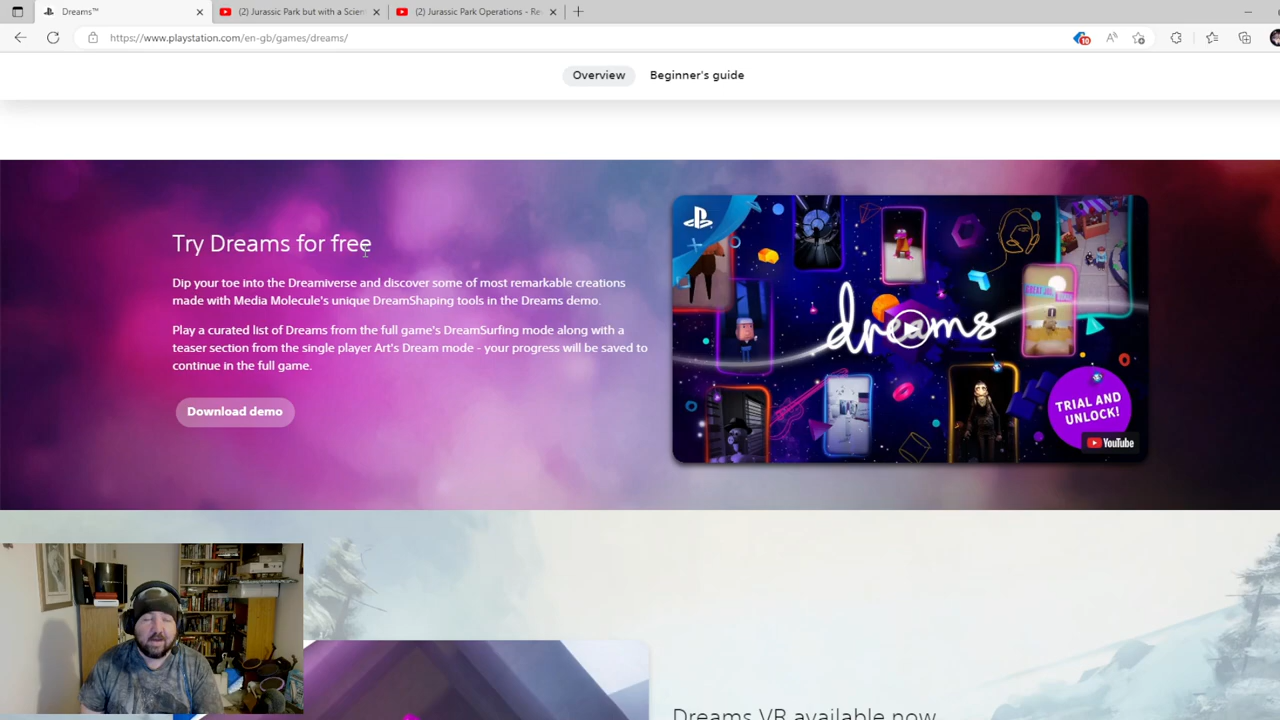 Dreams™
(2) Jurassic Park but with a Scien
(2) Jurassic Park Operations - Re
https://www.playstation.com/en-gb/games/dreams/
10
Overview
Beginner's guide
Try Dreams for free
Dip your toe into the Dreamiverse and discover some of most remarkable creations
made with Media Molecule's unique DreamShaping tools in the Dreams demo.
Play a curated list of Dreams from the full game's DreamSurfing mode along with a
teaser section from the single player Art's Dream mode - your progress will be saved to
continue in the full game.
Download demo
dreams
TRIAL AND
UNLOCK!
YouTube
Dreams VR available now